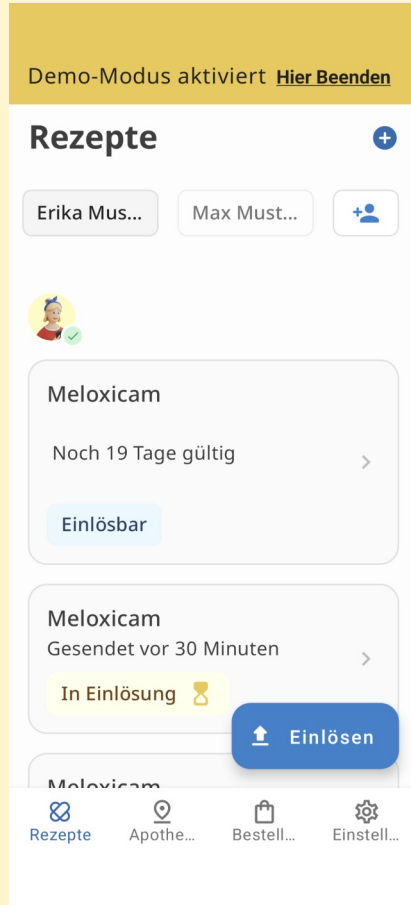 Demo-Modus aktiviert Hier Beenden
Rezepte
Erika Mus... Max Must...
Meloxicam
Noch 19 Tage gültig
Einlösbar
Meloxicam
Gesendet vor 30 Minuten
In Einlösung
Einlösen
Meloxicam
Rezepte Apothe... Bestell... Einstell...